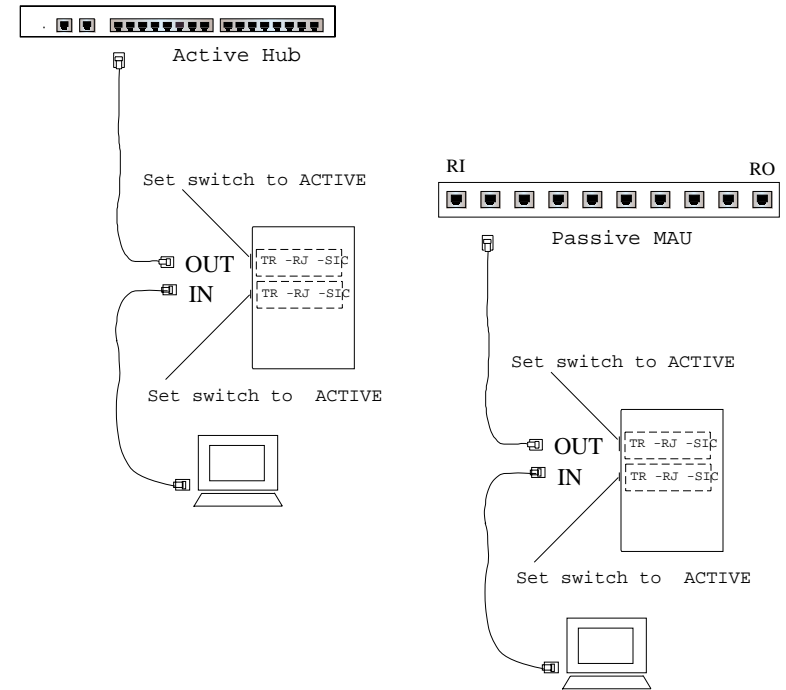 Active Hub
Set switch to ACTIVE
OUT
TR -RJ -SIC
IN
TR -RJ -SIC
Set switch to ACTIVE
RI
RO
Passive MAU
Set switch to ACTIVE
OUT
TR -RJ -SIC
IN
TR -RJ -SIC
Set switch to ACTIVE